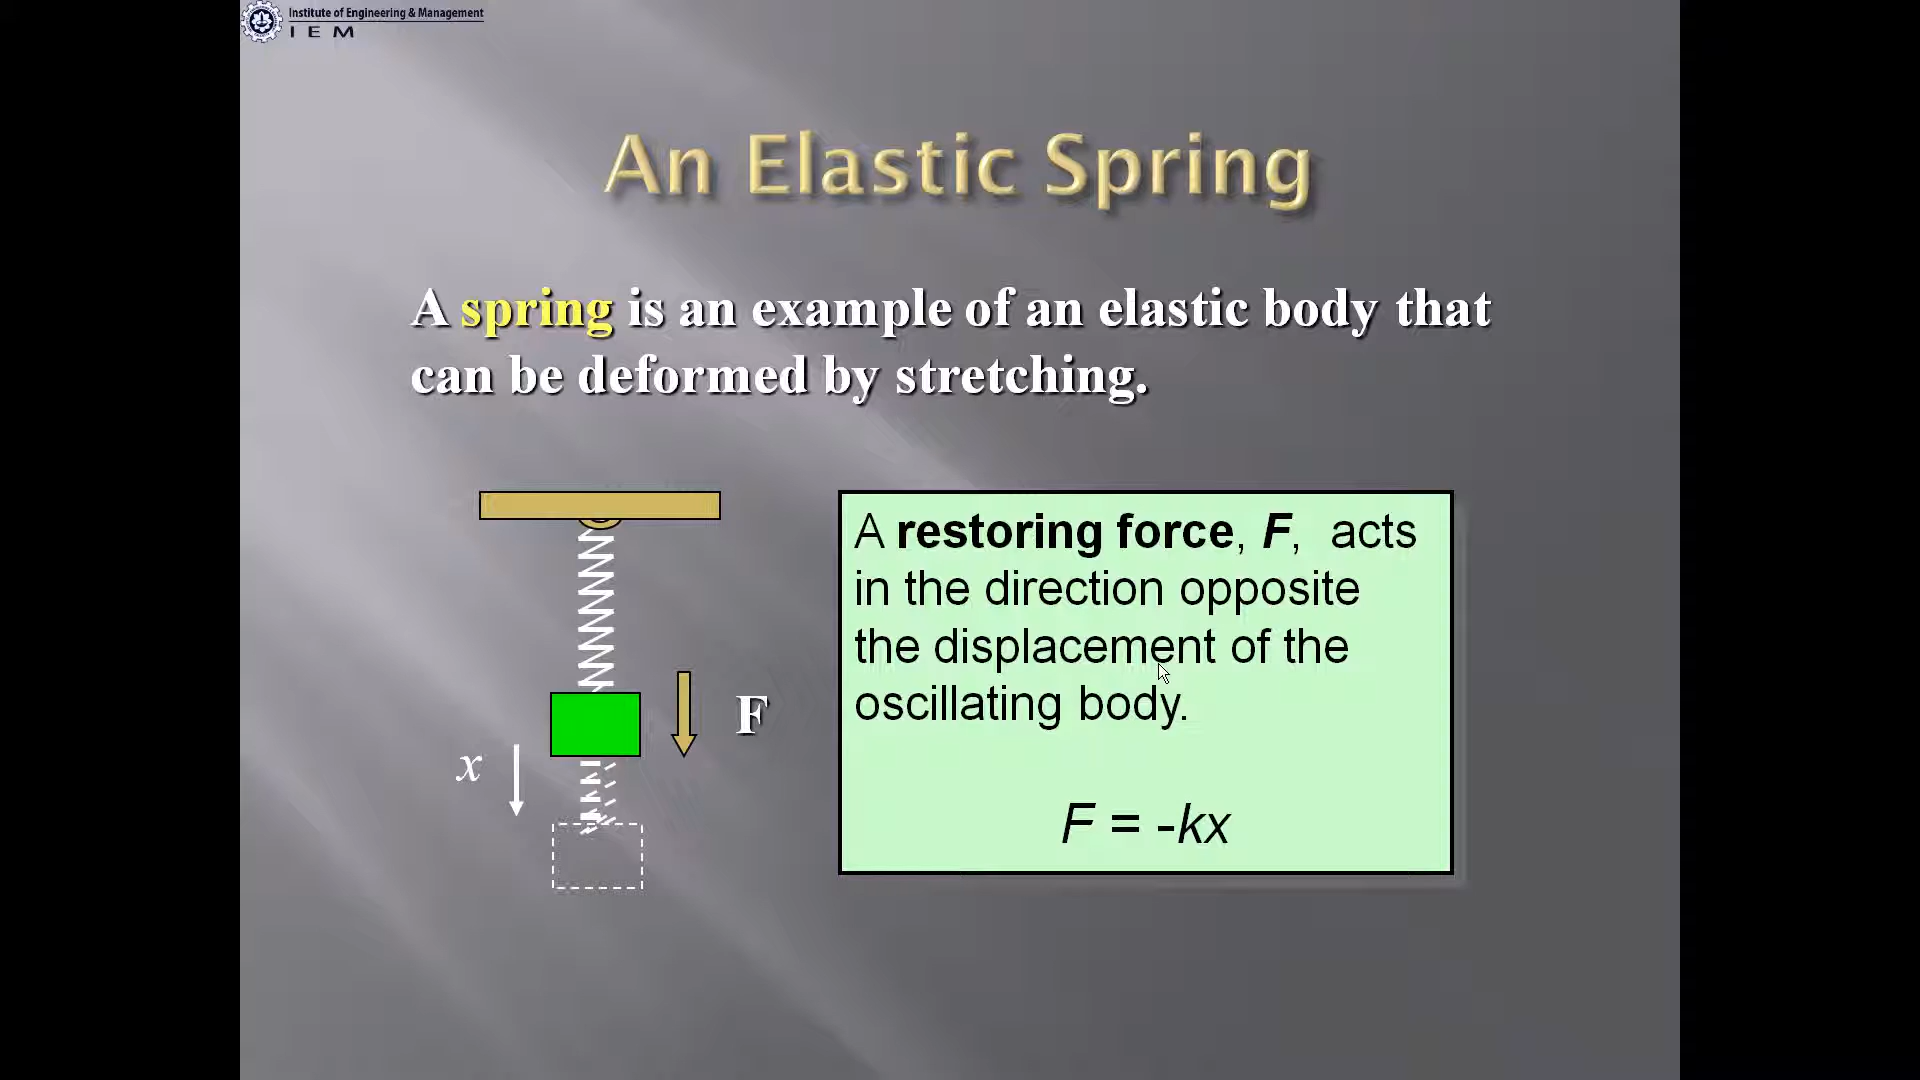 Institute of Engineering & Management
I E M
An Elastic Spring
A spring is an example of an elastic body that
can be deformed by stretching.
A restoring force, F, acts
in the direction opposite
the displacement of the
oscillating body.
F = -kx
F
x